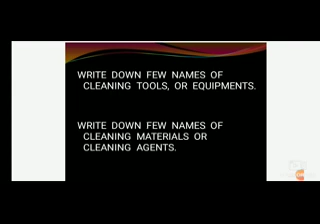 WRITE DOWN FEW NAMES OF
CLEANING TOOLS, OR EQUIPMENTS.
WRITE DOWN FEW NAMES OF
CLEANING MATERIALS OR
CLEANING AGENTS.